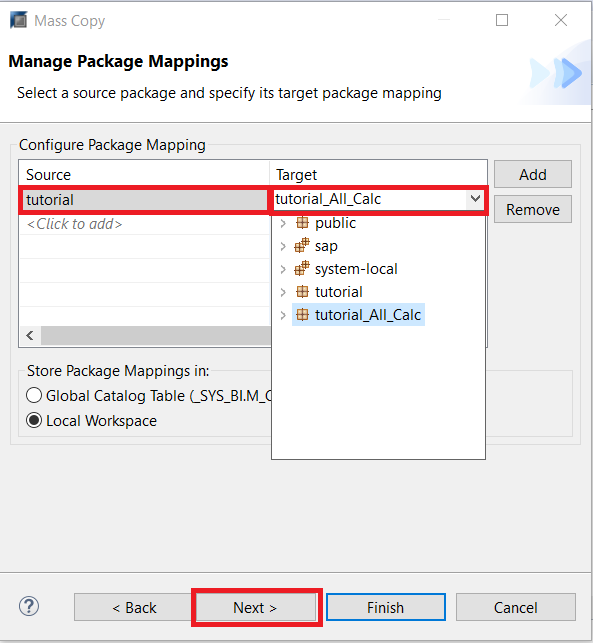 Mass Copy
Manage Package Mappings
Select a source package and specify its target package mapping
Configure Package Mapping
Source Target
tutorial tutorial_All_Calc
Add
<Click to add>
Remove
public
sap
system-local
tutorial
tutorial_All_Calc
Store Package Mappings in:
Global Catalog Table (_SYS_BI.M_C
Local Workspace
? < Back Next > Finish Cancel